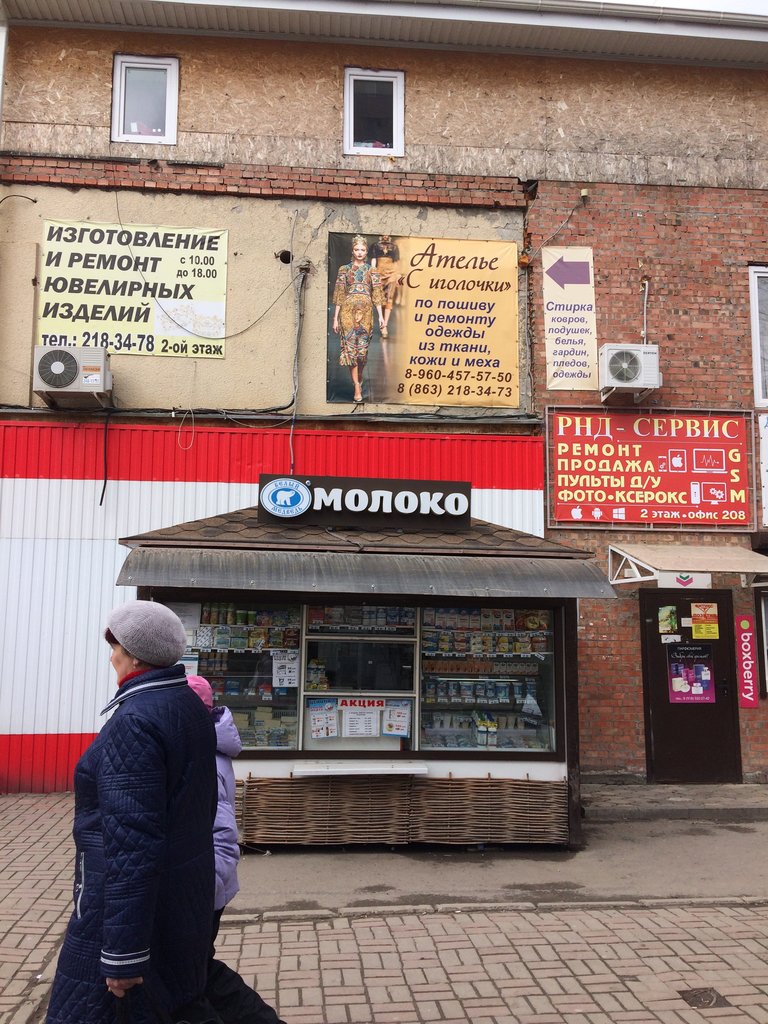 ИЗГОТОВЛЕНИЕ
И РЕМОНТ
с 10.00
до 18.00
ЮВЕЛИРНЫХ
ИЗДЕЛИЙ
тел.: 218-34-78 2-ой этаж
Ателье
«С иголочки»
по пошиву
и ремонту
одежды
из ткани,
кожи и меха
8-960-457-57-50
8 (863) 218-34-73
Стирка
ковров,
подушек,
белья,
гардин,
пледов,
одежды
РНД - СЕРВИС
РЕМОНТ
ПРОДАЖА
ПУЛЬТЫ Д/У
ФОТО•КСЕРОКС
GSM
2 этаж•офис 208
БЕЛЫЙ
МЕДВЕДЬ
МОЛОКО
АКЦИЯ
boxberry